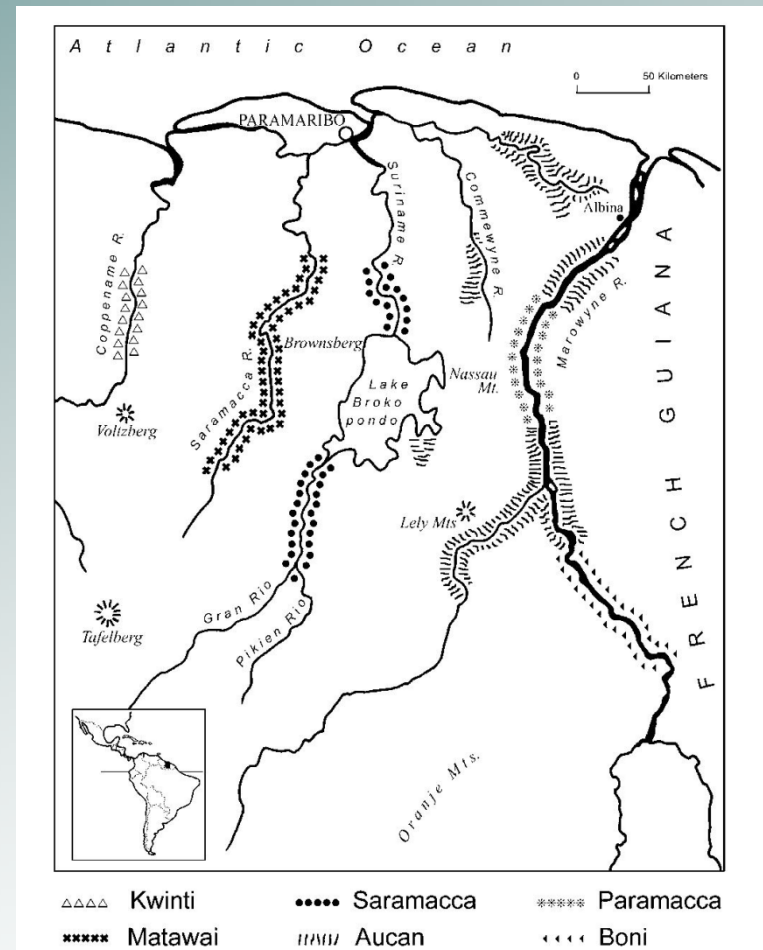 Atlantic Ocean
0 50 Kilometers
PARAMARIBO
Suriname R.
Commewyne R.
Albina
Coppename R.
Marowyne R.
FRENCH GUIANA
Saramacca R.
Brownsberg
Nassau
Mt.
Lake
Broko
pondo
Voltzberg
Lely Mts
Gran Rio
Pikien Rio
Tafelberg
Oranje Mts.
Kwinti
Saramacca
Paramacca
Matawai
Aucan
Boni